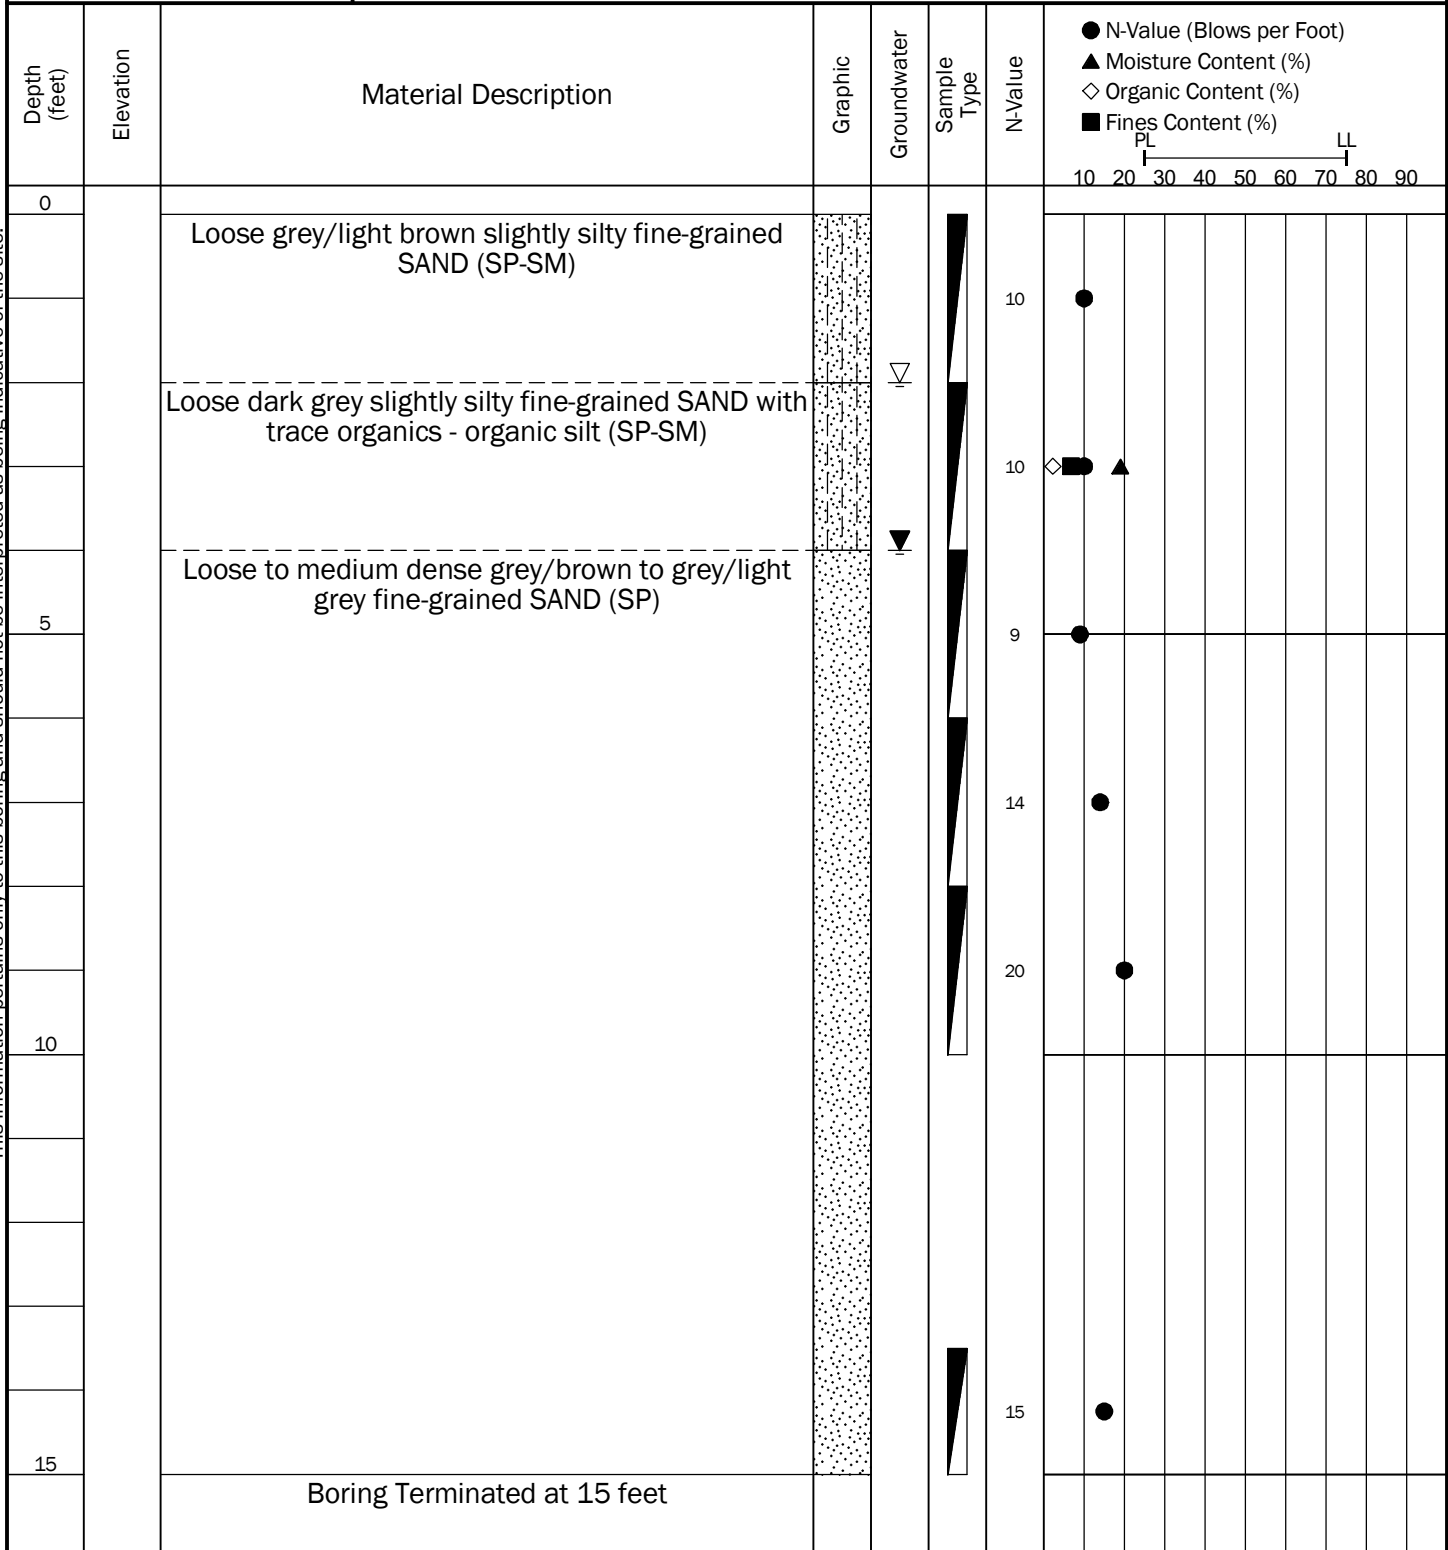 Depth
(feet)
Elevation
Material Description
Graphic
Groundwater
Sample
Type
N-Value
N-Value (Blows per Foot)
Moisture Content (%)
Organic Content (%)
Fines Content (%)
PL LL
10 20 30 40 50 60 70 80 90
0
Loose grey/light brown slightly silty fine-grained
SAND (SP-SM)
10
Loose dark grey slightly silty fine-grained SAND with
trace organics - organic silt (SP-SM)
10
Loose to medium dense grey/brown to grey/light
grey fine-grained SAND (SP)
5
9
14
20
10
15
15
Boring Terminated at 15 feet